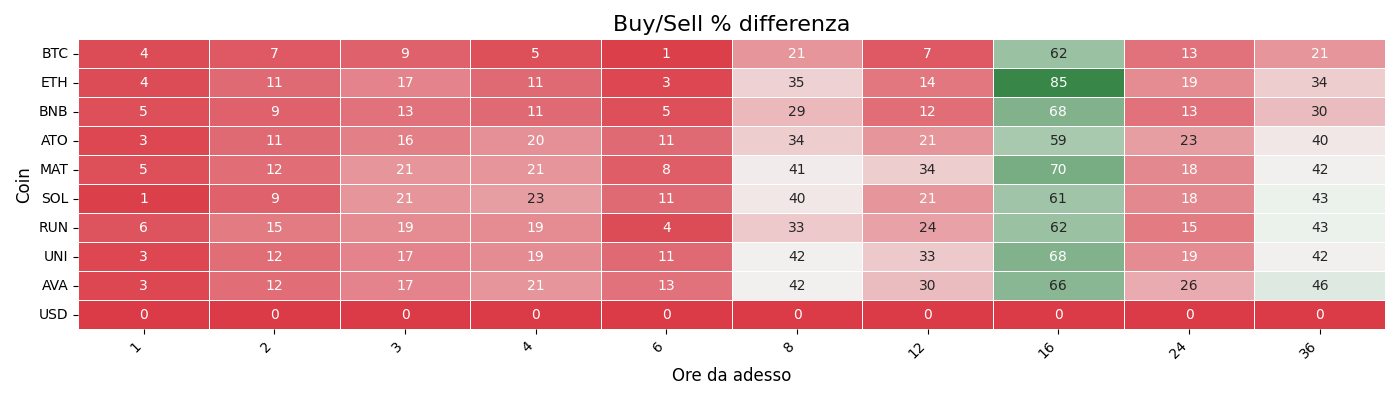 Buy/Sell % differenza
Coin
BTC 4 7 9 5 1 21 7 62 13 21
ETH 4 11 17 11 3 35 14 85 19 34
BNB 5 9 13 11 5 29 12 68 13 30
ATO 3 11 16 20 11 34 21 59 23 40
MAT 5 12 21 21 8 41 34 70 18 42
SOL 1 9 21 23 11 40 21 61 18 43
RUN 6 15 19 19 4 33 24 62 15 43
UNI 3 12 17 19 11 42 33 68 19 42
AVA 3 12 17 21 13 42 30 66 26 46
USD 0 0 0 0 0 0 0 0 0 0
1 2 3 4 6 8 12 16 24 36
Ore da adesso